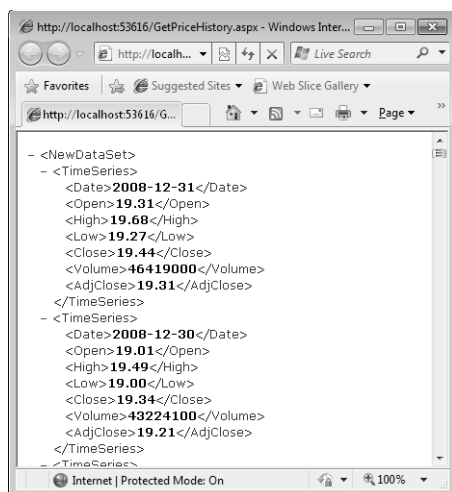 http://localhost:53616/GetPriceHistory.aspx - Windows Inter...
http://localh...
Live Search
Favorites
Suggested Sites
Web Slice Gallery
http://localhost:53616/G...
Page
»
- <NewDataSet>
- <TimeSeries>
<Date>2008-12-31</Date>
<Open>19.31</Open>
<High>19.68</High>
<Low>19.27</Low>
<Close>19.44</Close>
<Volume>46419000</Volume>
<AdjClose>19.31</AdjClose>
</TimeSeries>
- <TimeSeries>
<Date>2008-12-30</Date>
<Open>19.01</Open>
<High>19.49</High>
<Low>19.00</Low>
<Close>19.34</Close>
<Volume>43224100</Volume>
<AdjClose>19.21</AdjClose>
</TimeSeries>
- <TimeSeries>
Internet | Protected Mode: On
100%